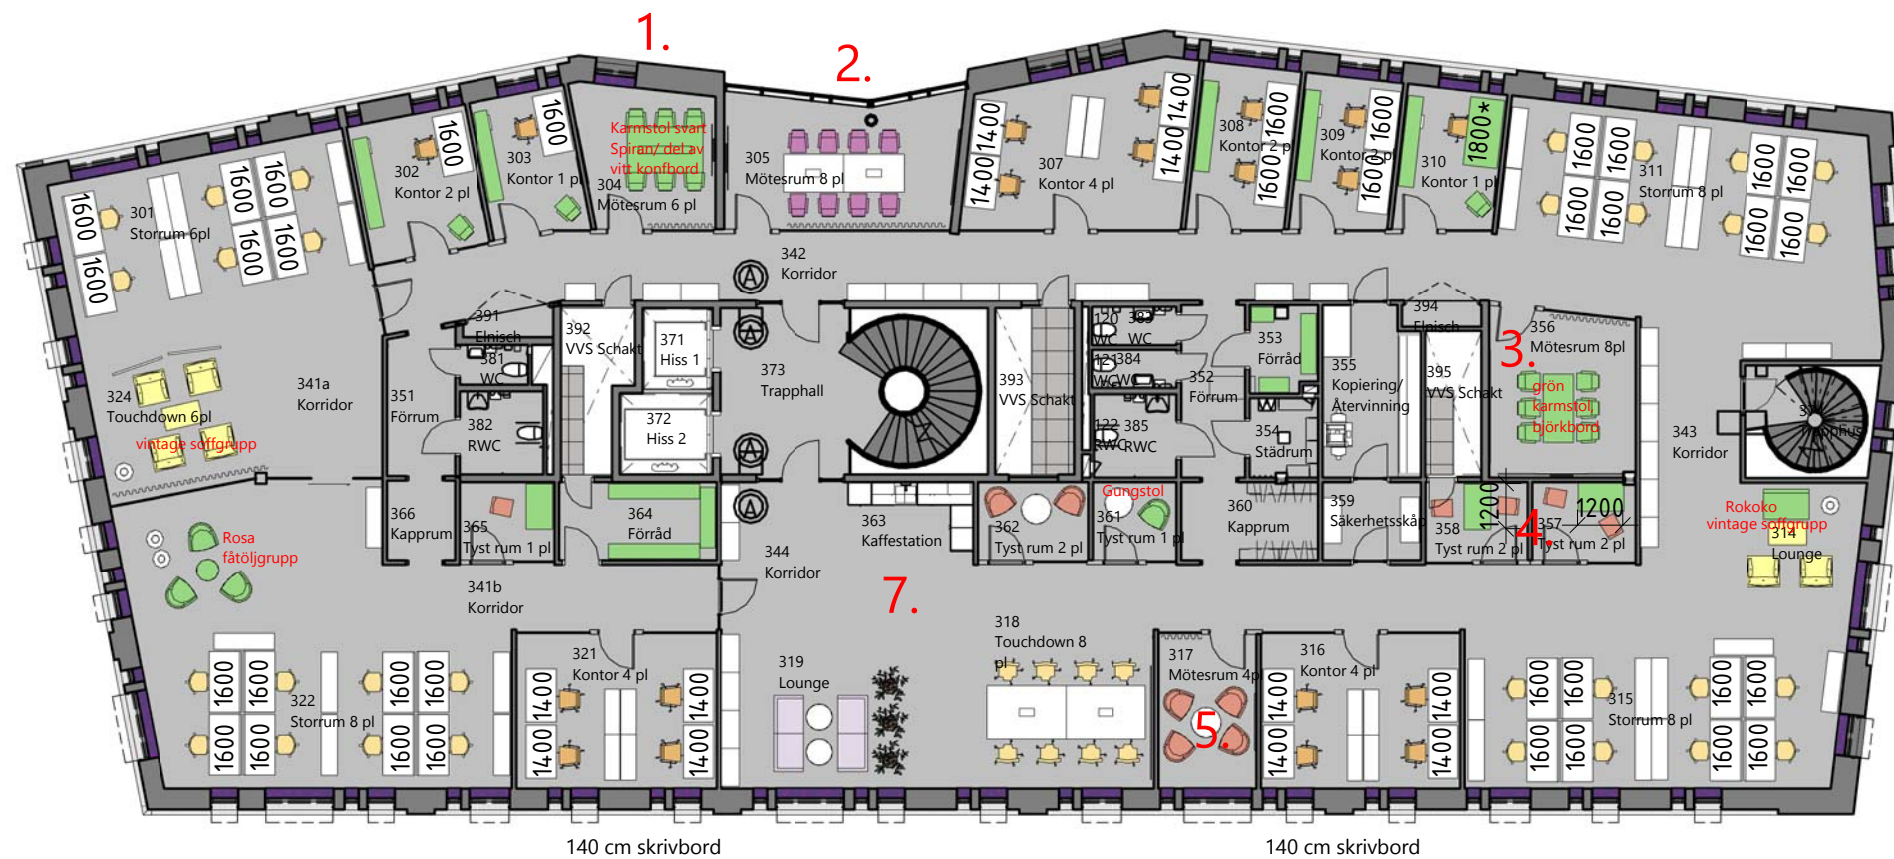 1.
2.
1600
302
Kontor 2 pl
1600
303
Kontor 1 pl
Karmstol svart
Spiran/ del av
vitt konfbord
304
Mötesrum 6 pl
305
Mötesrum 8 pl
1400
1400
1400
1400
307
Kontor 4 pl
308
Kontor 2 pl
1600
1600
309
Kontor 2 pl
1600
1600
310
Kontor 1 pl
1800*
1600
1600
1600
1600
311
Storrum 8 pl
1600
1600
1600
1600
301
Storrum 6pl
1600
1600
1600
1600
1600
1600
342
Korridor
324
Touchdown 6pl
vintage soffgrupp
341a
Korridor
391
Elnisch
381
WC
351
Förrum
382
RWC
392
VVS Schakt
371
Hiss 1
372
Hiss 2
373
Trapphall
393
VVS Schakt
120
WC
383
WC
121
WC
384
WC
122
RWC
385
RWC
352
Förrum
353
Förråd
354
Städrum
355
Kopiering/
Återvinning
394
Elnisch
395
VVS Schakt
3.
356
Mötesrum 8pl
grön
karmstol,
björkbord
343
Korridor
Rosa
fåtöljgrupp
366
Kapprum
365
Tyst rum 1 pl
364
Förråd
344
Korridor
363
Kaffestation
362
Tyst rum 2 pl
Gungstol
361
Tyst rum 1 pl
360
Kapprum
359
Säkerhetsskåp
358
Tyst rum 2 pl
1200
4.
357
Tyst rum 2 pl
1200
Rokoko
vintage soffgrupp
314
Lounge
341b
Korridor
7.
322
Storrum 8 pl
1600
1600
1600
1600
1600
1600
1600
1600
321
Kontor 4 pl
1400
1400
1400
1400
319
Lounge
318
Touchdown 8
pl
317
Mötesrum 4pl
5.
316
Kontor 4 pl
1400
1400
1400
1400
315
Storrum 8 pl
1600
1600
1600
1600
1600
1600
1600
1600
140 cm skrivbord
140 cm skrivbord